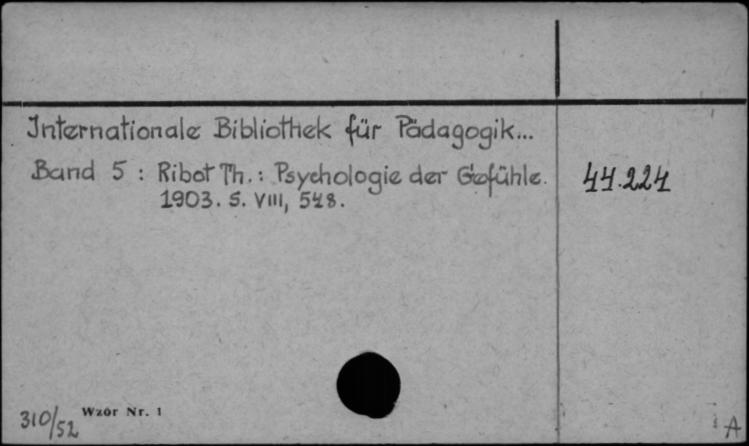 Internationale Bibliothek für Pädagogik...
Band 5 : Ribot Th. : Psychologie der Gefühle.
44.224
1903. S. VIII, 548.
310/52
Wzór Nr. 1
A